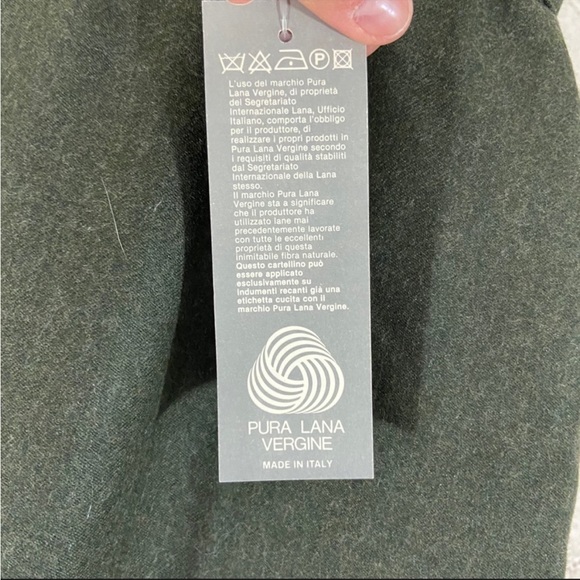 P
L'uso del marchio Pura
Lana Vergine, di proprietà
del Segretariato
Internazionale Lana, Ufficio
Italiano, comporta l'obbligo
per il produttore, di
realizzare i propri prodotti in
Pura Lana Vergine secondo
i requisiti di qualità stabiliti
dal Segretariato
Internazionale della Lana
stesso.
Il marchio Pura Lana
Vergine sta a significare
che il produttore ha
utilizzato lane mai
precedentemente lavorate
con tutte le eccellenti
proprietà di questa
inimitabile fibra naturale.
Questo cartellino può
essere applicato
esclusivamente su
indumenti recanti già una
etichetta cucita con il
marchio Pura Lana Vergine.
PURA LANA
VERGINE
MADE IN ITALY